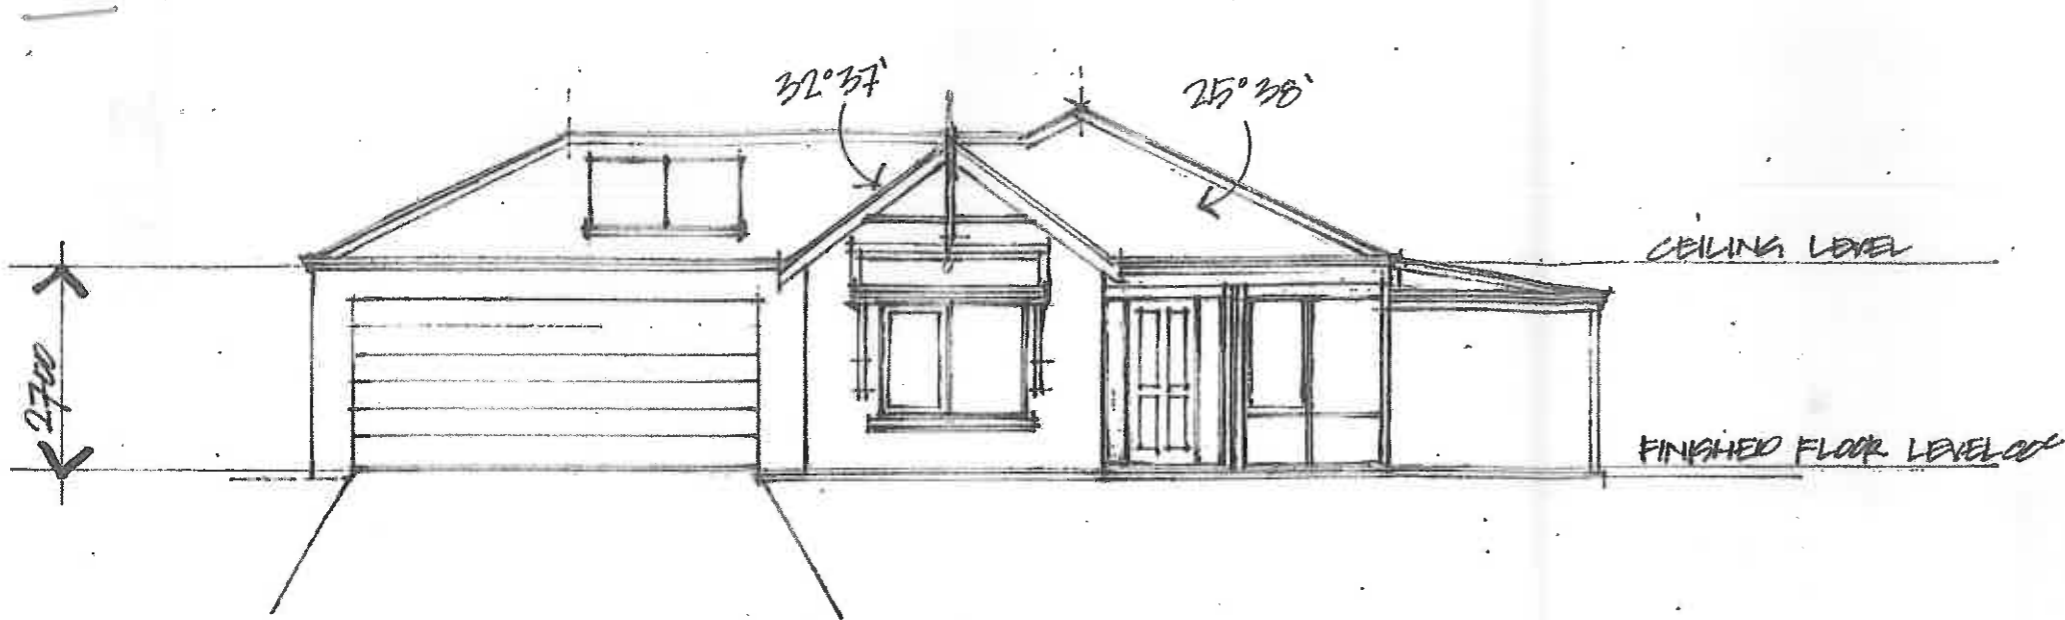 32°37'
25°38'
CEILING LEVEL
2700
FINISHED FLOOR LEVEL